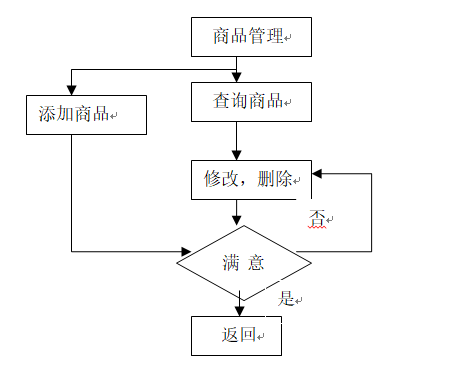 商品管理
添加商品
查询商品
修改，删除
否
满 意
是
返回